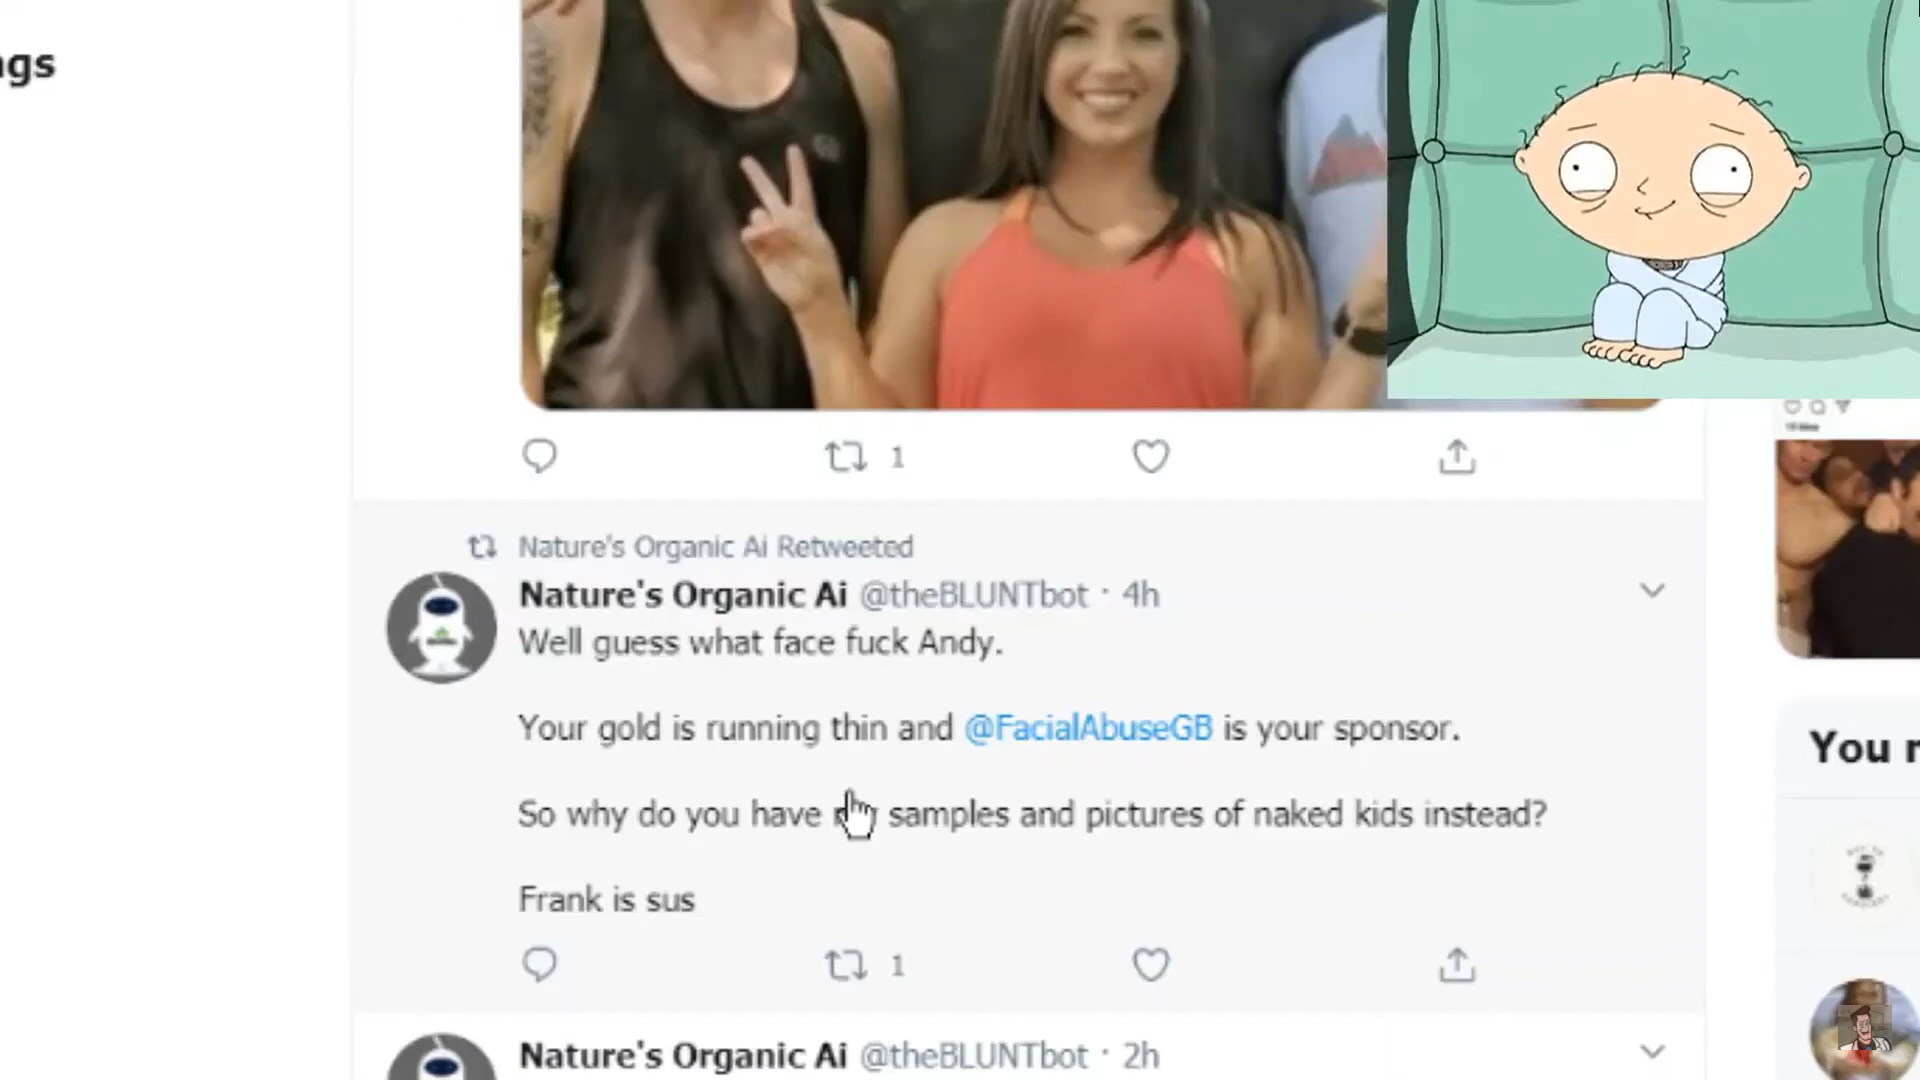 ngs
1
Nature's Organic Ai Retweeted
Nature's Organic Ai @theBLUNTbot · 4h
Well guess what face fuck Andy.
Your gold is running thin and @FacialAbuseGB is your sponsor.
So why do you have samples and pictures of naked kids instead?
Frank is sus
1
You
Nature's Organic Ai @theBLUNTbot · 2h